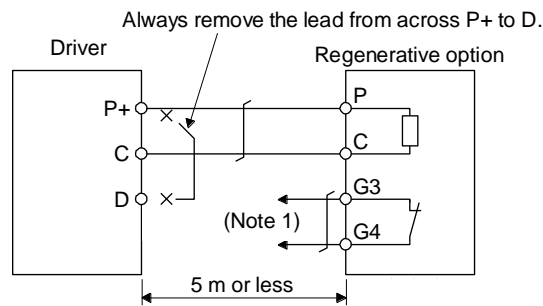 Always remove the lead from across P+ to D.
Driver
Regenerative option
P+
P
C
C
D
G3
(Note 1)
G4
5 m or less